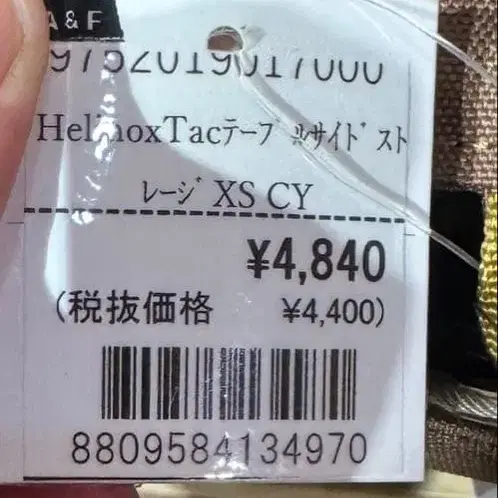 A & F
9752019017000
HelinoxTacテーブルサイドスト
レージ XS CY
¥4,840
(税抜価格 ¥4,400)
8809584134970